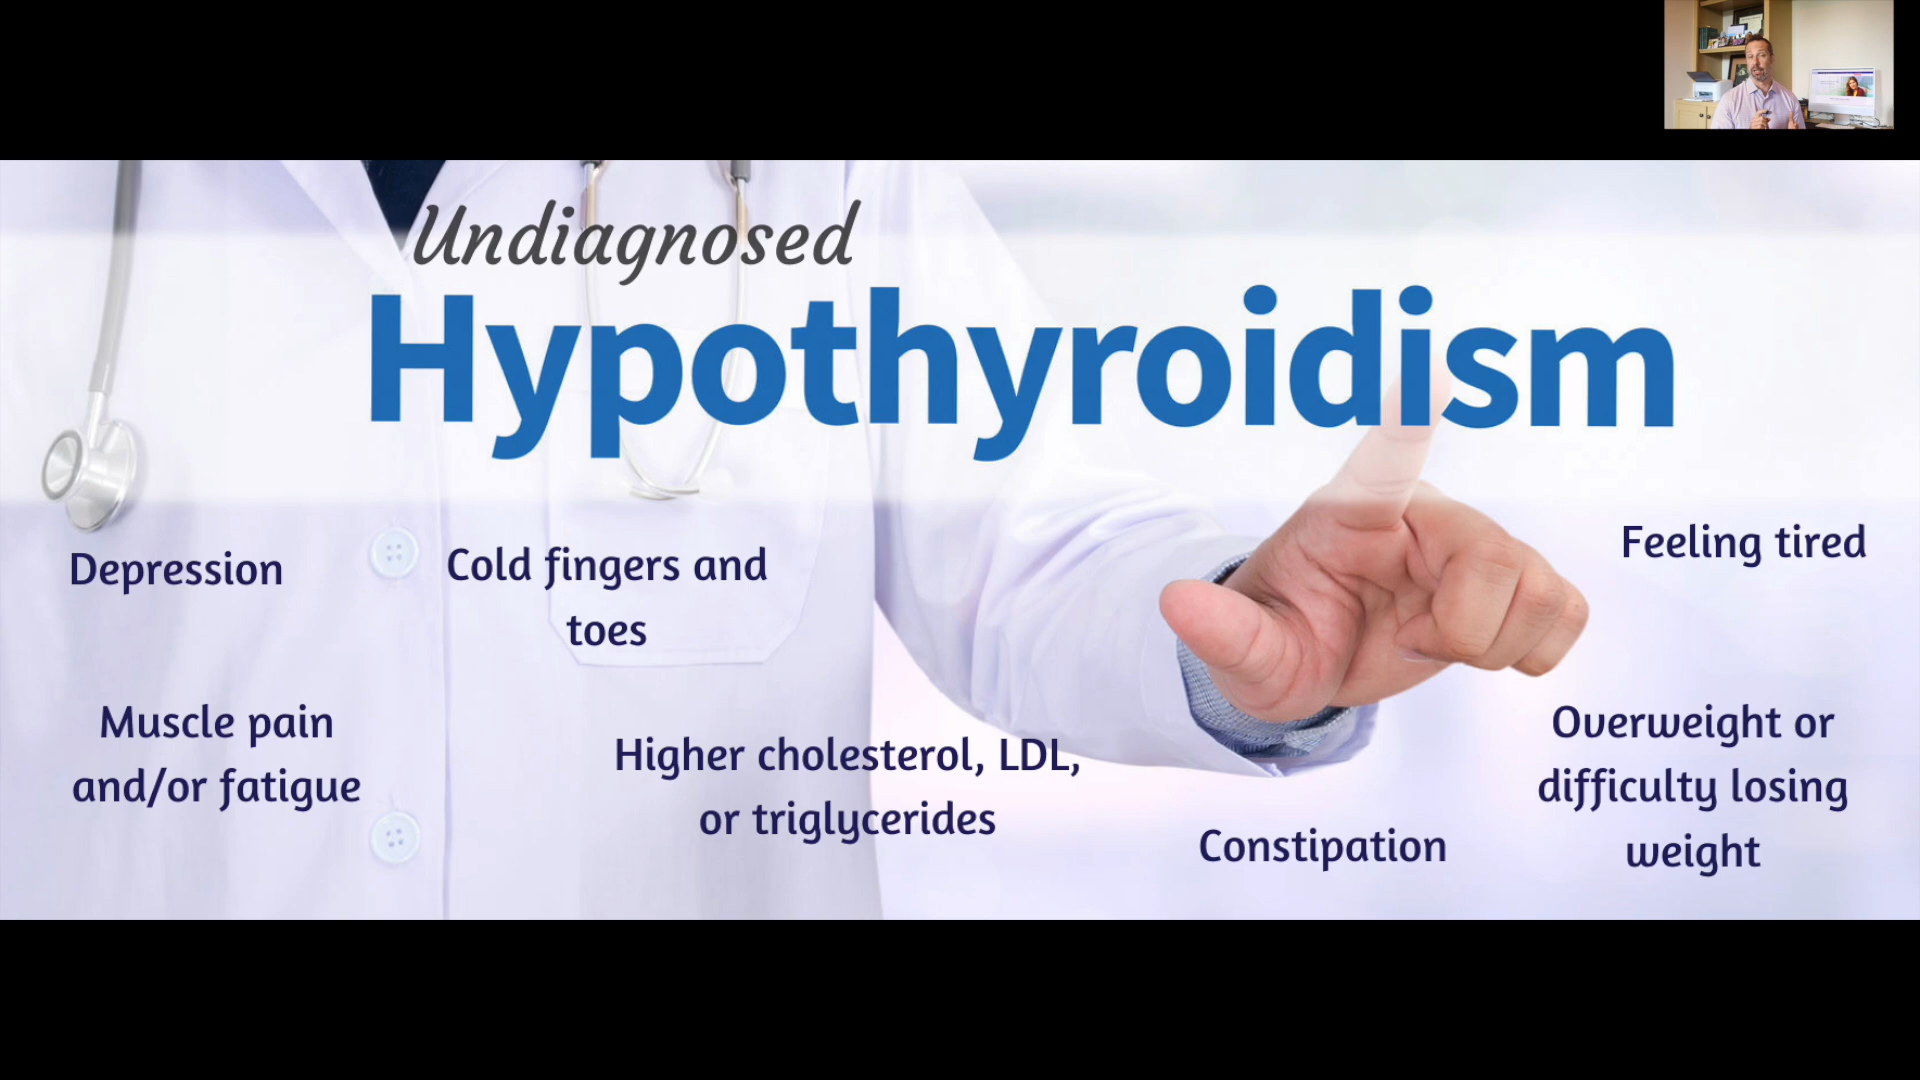 Undiagnosed
Hypothyroidism
Depression
Cold fingers and
toes
Feeling tired
Muscle pain
and/or fatigue
Higher cholesterol, LDL,
or triglycerides
Constipation
Overweight or
difficulty losing
weight